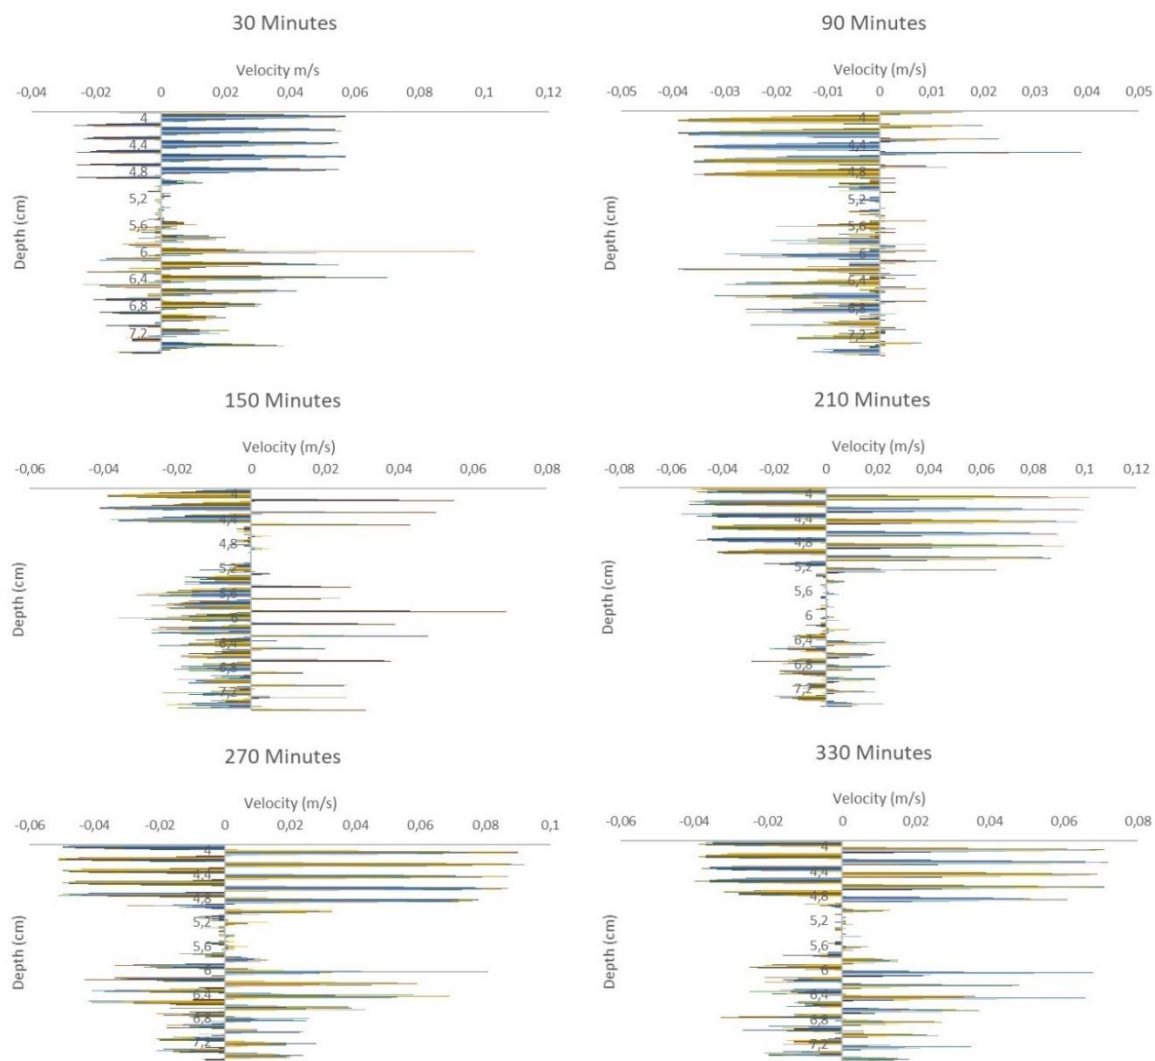 30 Minutes
Velocity m/s
-0,04 -0,02 0 0,02 0,04 0,06 0,08 0,1 0,12
Depth (cm)
4
4,4
4,8
5,2
5,6
6
6,4
6,8
7,2
90 Minutes
Velocity (m/s)
-0,05 -0,04 -0,03 -0,02 -0,01 0 0,01 0,02 0,03 0,04 0,05
Depth (cm)
4
4,4
4,8
5,2
5,6
6
6,4
6,8
7,2
150 Minutes
Velocity (m/s)
-0,06 -0,04 -0,02 0 0,02 0,04 0,06 0,08
Depth (cm)
4
4,4
4,8
5,2
5,6
6
6,4
6,8
7,2
210 Minutes
Velocity (m/s)
-0,08 -0,06 -0,04 -0,02 0 0,02 0,04 0,06 0,08 0,1 0,12
Depth (cm)
4
4,4
4,8
5,2
5,6
6
6,4
6,8
7,2
270 Minutes
Velocity (m/s)
-0,06 -0,04 -0,02 0 0,02 0,04 0,06 0,08 0,1
Depth (cm)
4
4,4
4,8
5,2
5,6
6
6,4
6,8
7,2
330 Minutes
Velocity (m/s)
-0,06 -0,04 -0,02 0 0,02 0,04 0,06 0,08
Depth (cm)
4
4,4
4,8
5,2
5,6
6
6,4
6,8
7,2